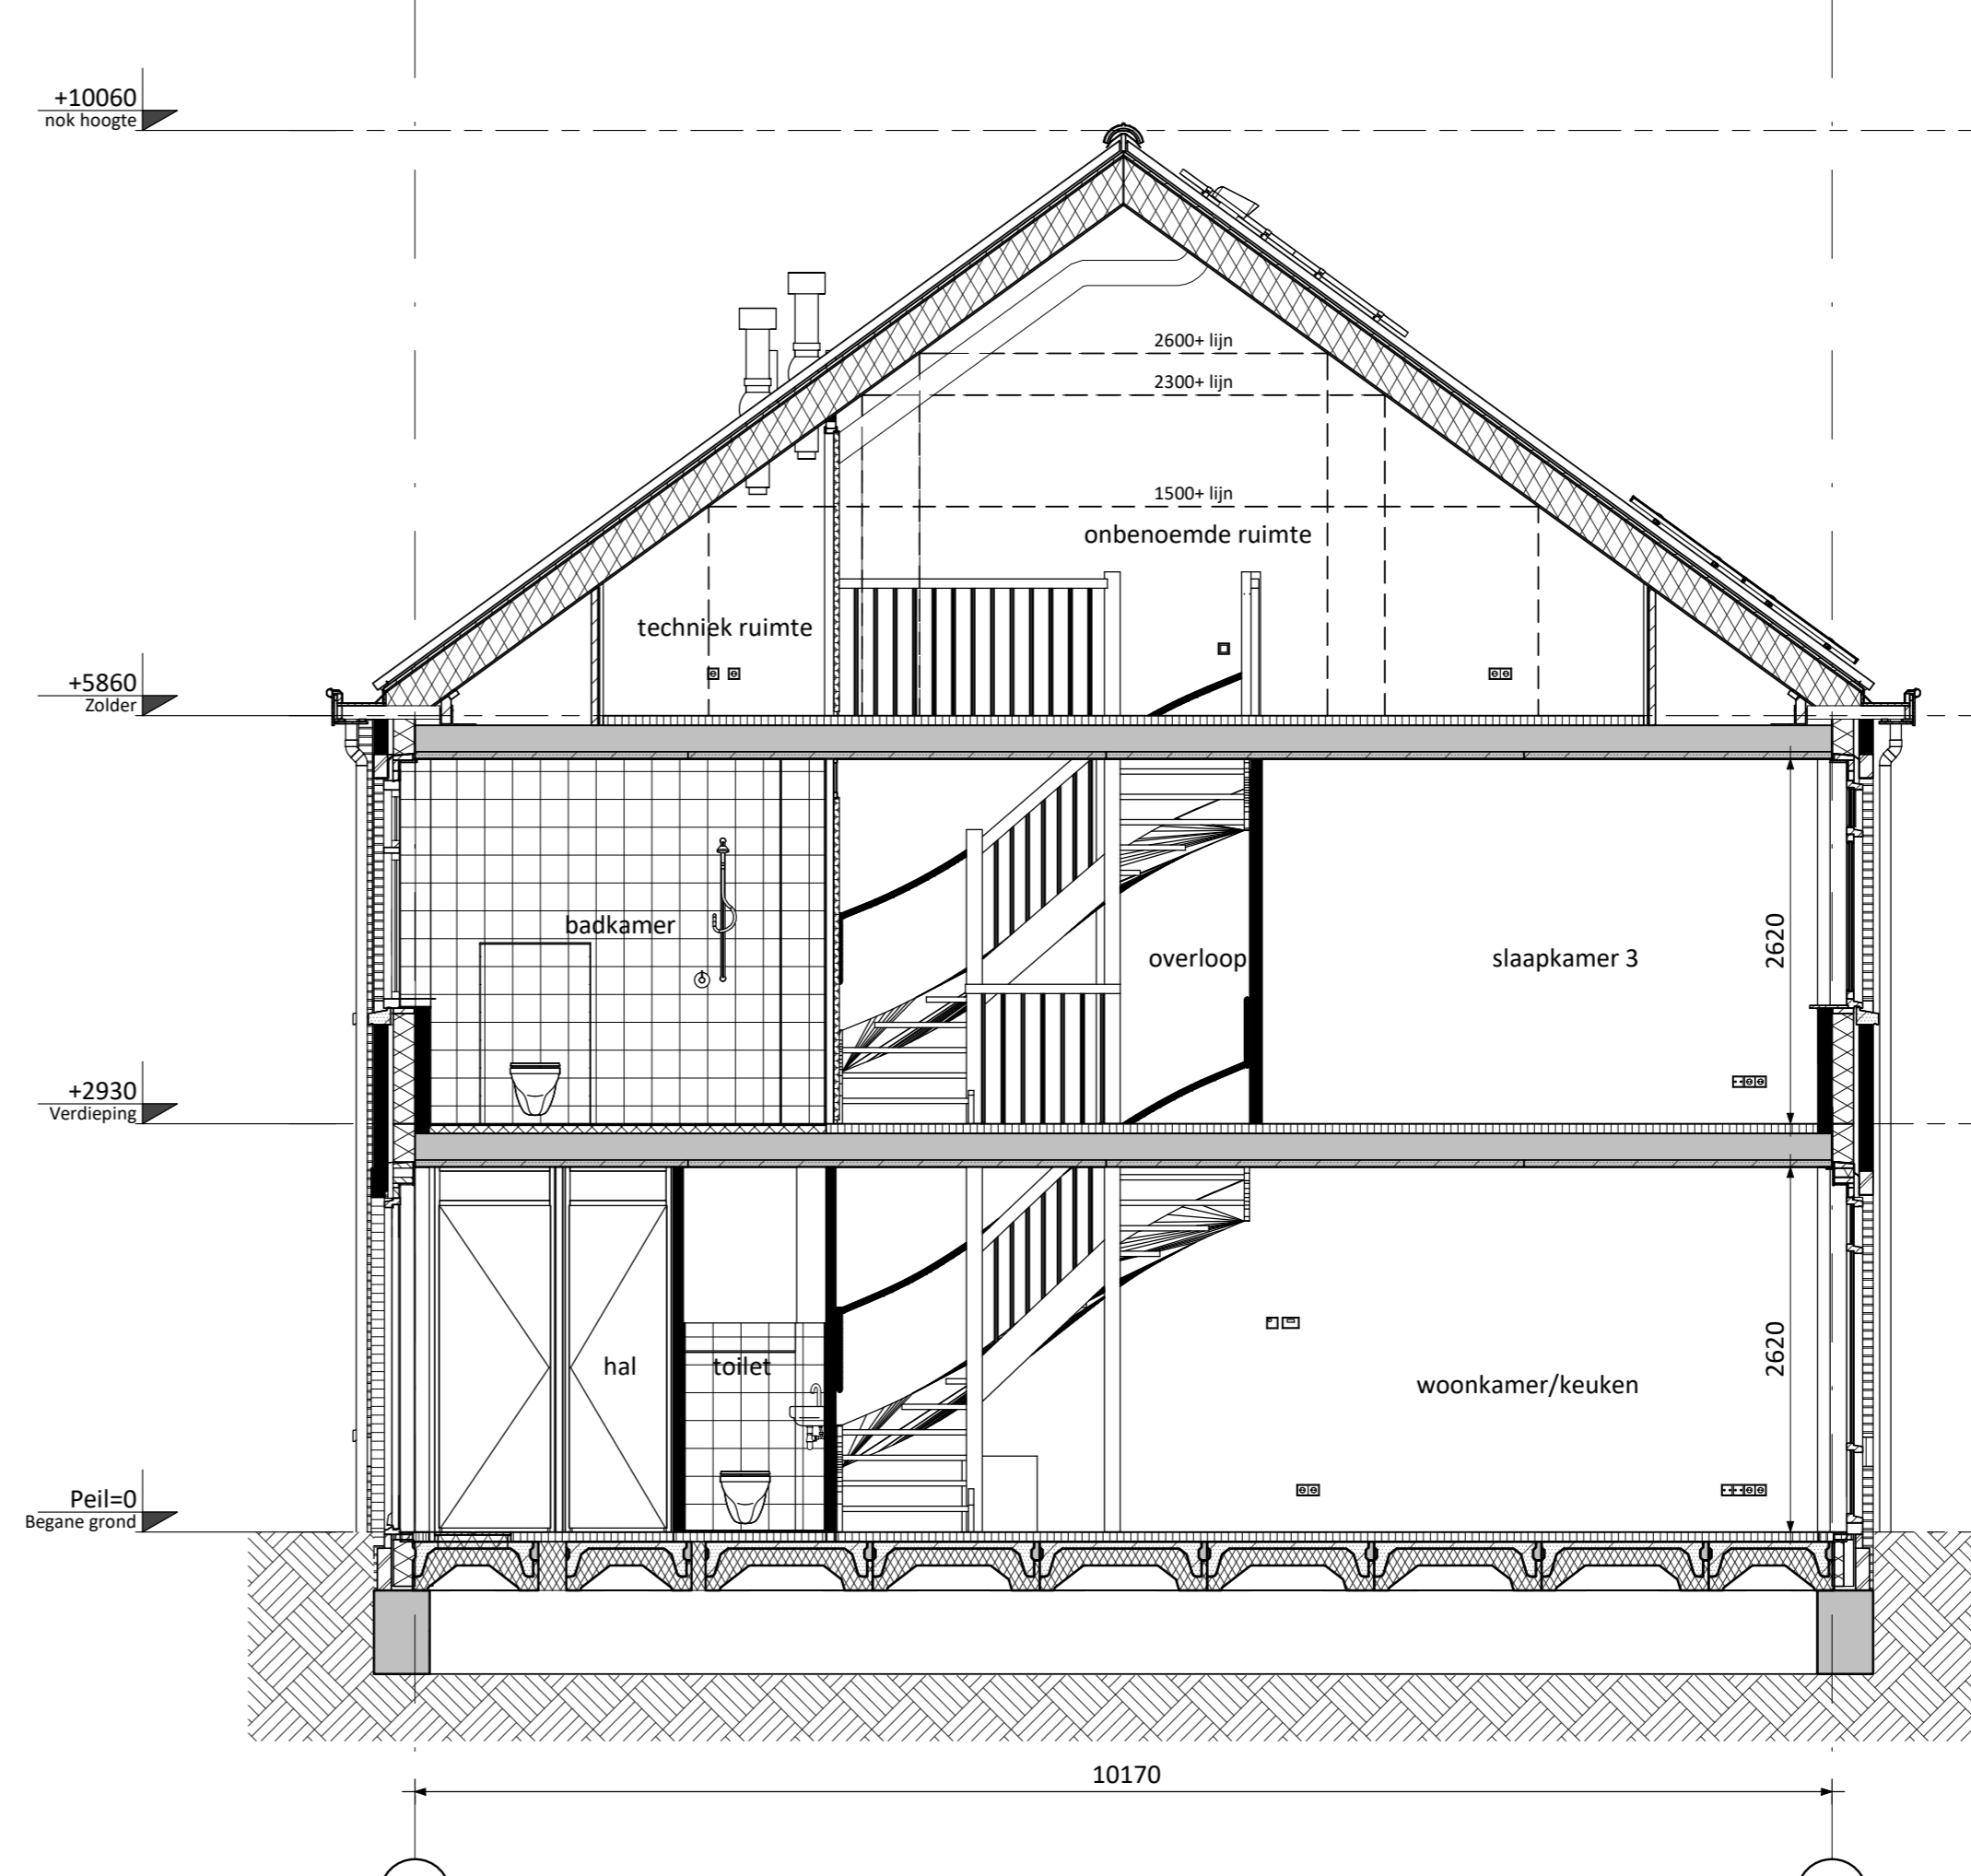 +10060
nok hoogte
2600+ lijn
2300+ lijn
1500+ lijn
onbenoemde ruimte
techniek ruimte
+5860
Zolder
badkamer
overloop
slaapkamer 3
2620
+2930
Verdieping
hal
toilet
woonkamer/keuken
2620
Peil=0
Begane grond
10170